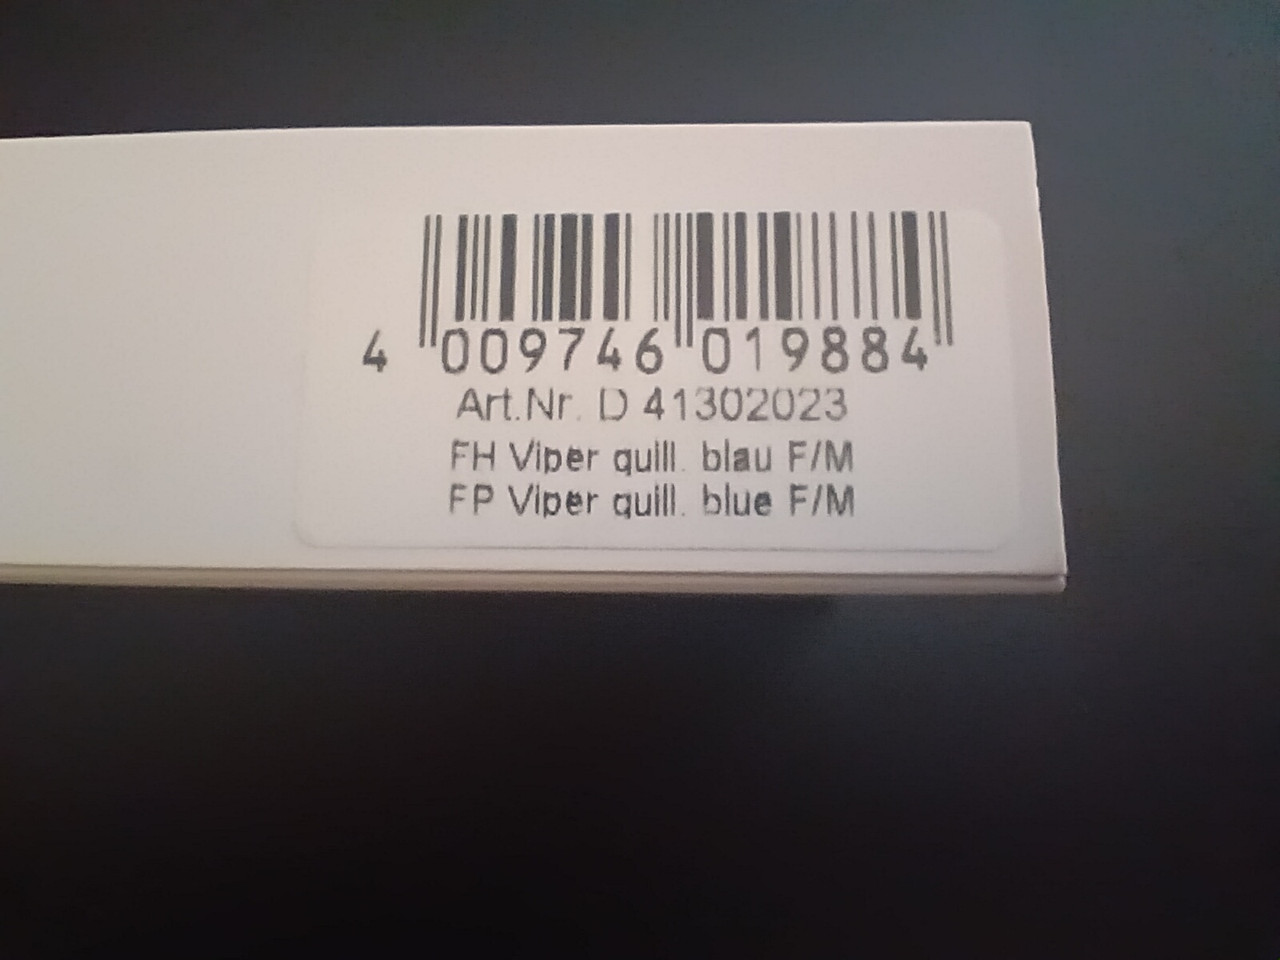 4 009746 019884
Art.Nr. D 41302023
FH Viper quill. blau F/M
FP Viper quill. blue F/M